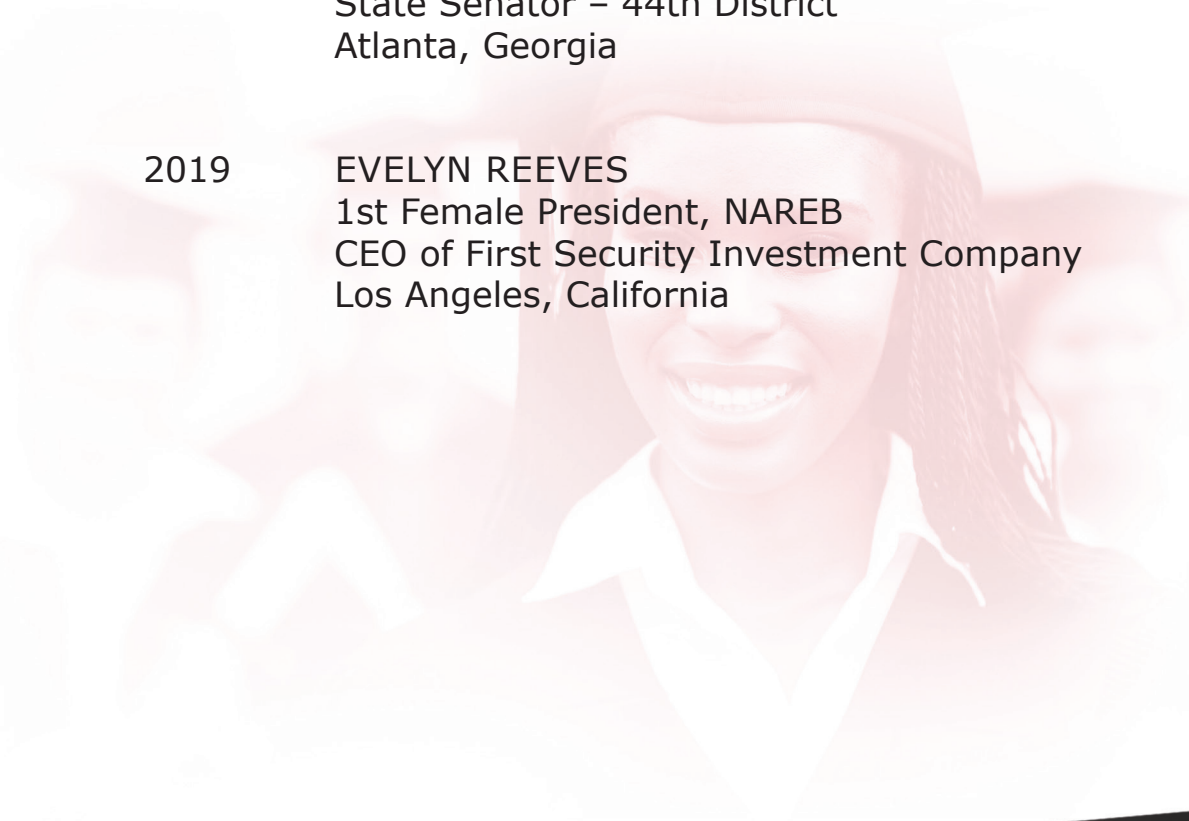 State Senator – 44th District
Atlanta, Georgia
2019 EVELYN REEVES
1st Female President, NAREB
CEO of First Security Investment Company
Los Angeles, California